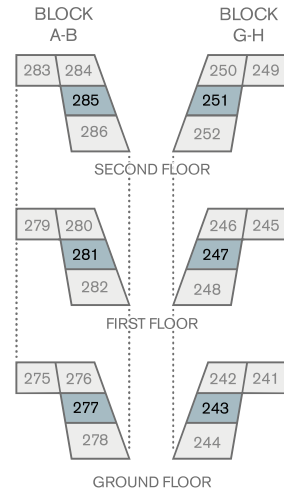 BLOCK
A-B
BLOCK
G-H
283 284
250 249
285
251
286
252
SECOND FLOOR
279 280
246 245
281
247
282
248
FIRST FLOOR
275 276
242 241
277
243
278
244
GROUND FLOOR